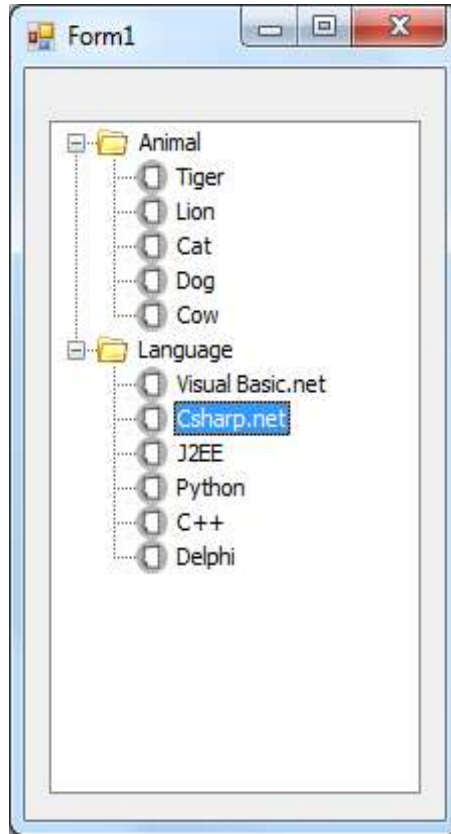 Form1
Animal
Tiger
Lion
Cat
Dog
Cow
Language
Visual Basic.net
Csharp.net
J2EE
Python
C++
Delphi